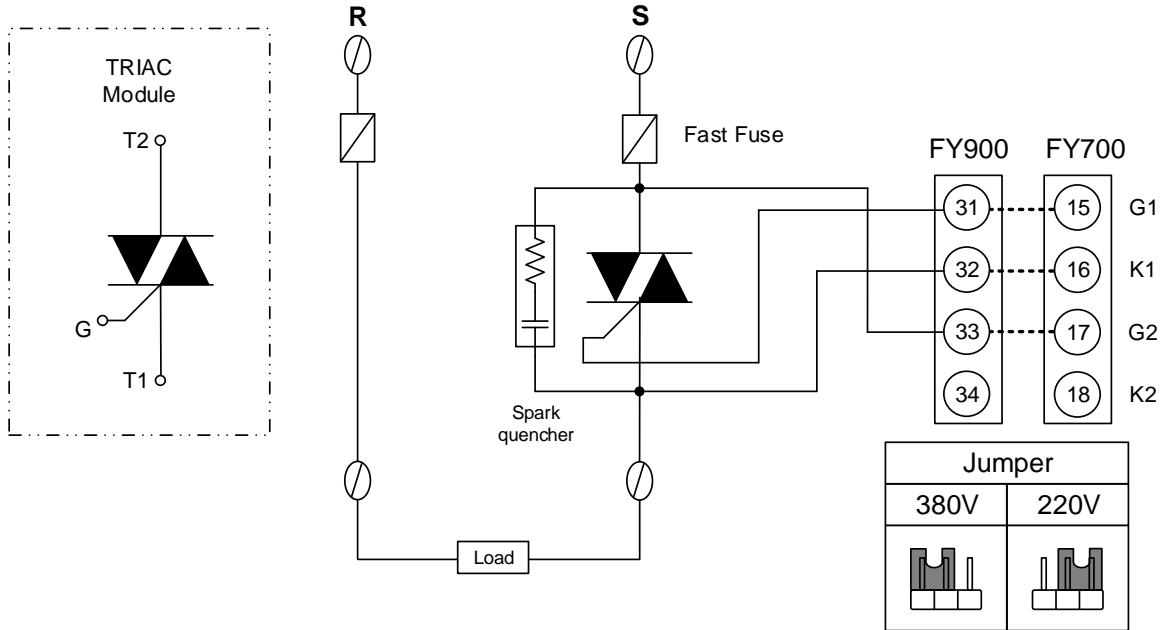 R
S
TRIAC
Module
T2
G
T1
Fast Fuse
Spark
quencher
Load
FY900 FY700
31 15 G1
32 16 K1
33 17 G2
34 18 K2
Jumper
380V 220V